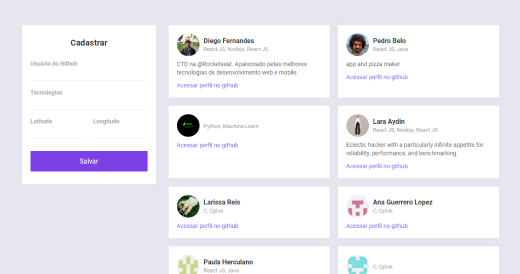 Cadastrar
Usuário do Github
Tecnologias
Latitude Longitude
Salvar
Diego Fernandes
React JS, Nodejs, React JS
CTO na @Rocketseat. Apaixonado pelas melhores
tecnologias de desenvolvimento web e mobile.
Acessar perfil no github
Pedro Belo
React JS, Java
app and pizza maker
Acessar perfil no github
Python, Machine-Learn
Acessar perfil no github
Lara Aydin
React JS, Nodejs, React JS
Eclectic hacker with a particularly infinite appetite for
reliability, performance, and benchmarking.
Acessar perfil no github
Larissa Reis
C, Cplus
Acessar perfil no github
Ana Guerrero Lopez
C, Cplus
Acessar perfil no github
Paula Herculano
React JS, Java
C, Cplus